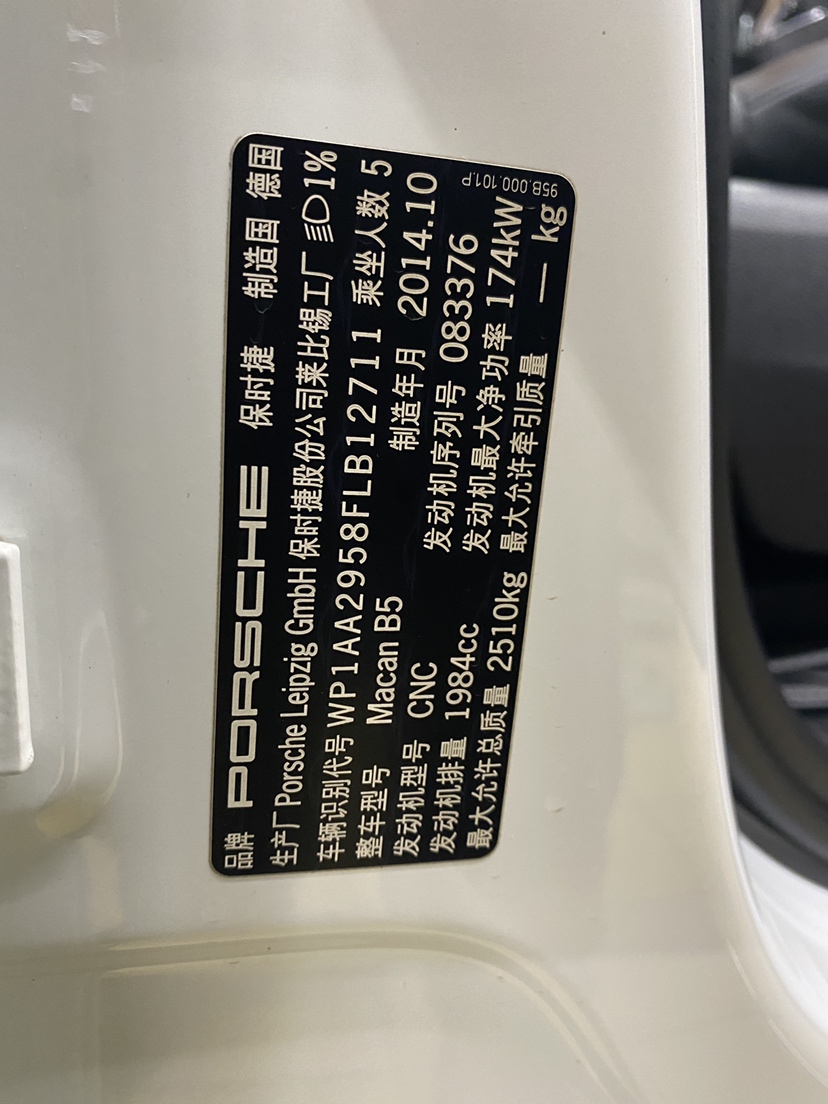 品牌 PORSCHE 保时捷 制造国 德国
生产厂 Porsche Leipzig GmbH 保时捷股份公司莱比锡工厂 1%
车辆识别代号 WP1AA2958FLB12711 乘坐人数 5
整车型号 Macan B5 制造年月 2014.10
发动机型号 CNC 发动机序列号 083376
发动机排量 1984cc 发动机最大净功率 174kW
最大允许总质量 2510kg 最大允许牵引质量 — kg
95B.000.101.P